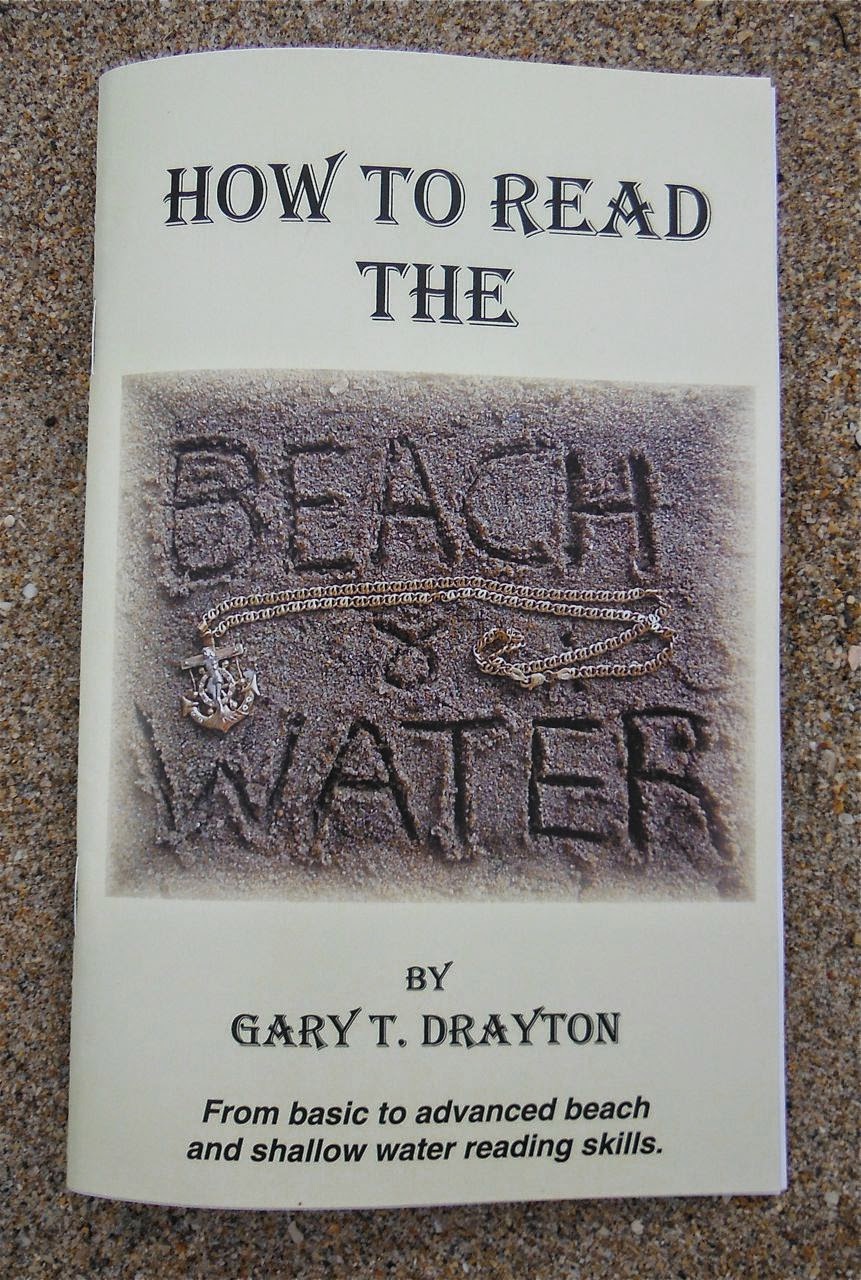 HOW TO READ
THE
BEACH
&
WATER
BY
GARY T. DRAYTON
From basic to advanced beach
and shallow water reading skills.